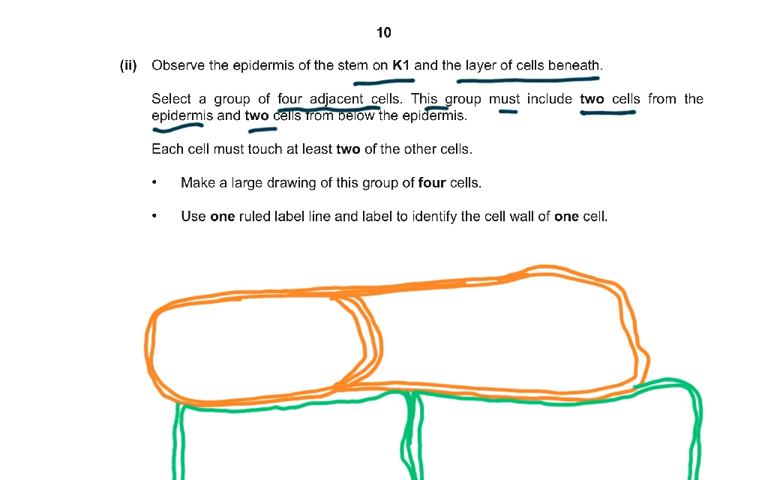 10
(ii) Observe the epidermis of the stem on K1 and the layer of cells beneath.
Select a group of four adjacent cells. This group must include two cells from the
epidermis and two cells from below the epidermis.
Each cell must touch at least two of the other cells.
• Make a large drawing of this group of four cells.
• Use one ruled label line and label to identify the cell wall of one cell.